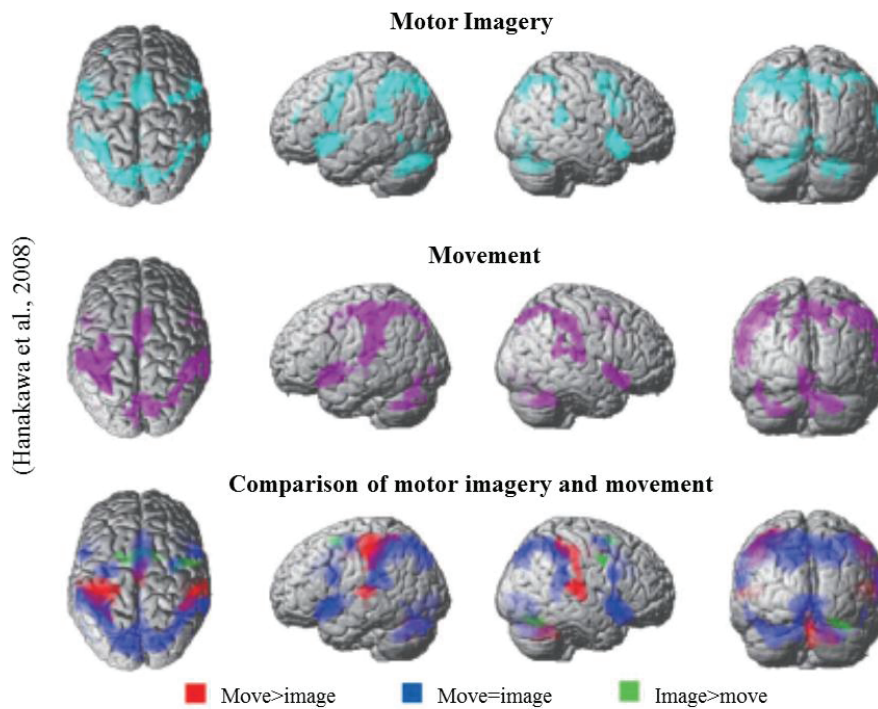 Motor Imagery
(Hanakawa et al., 2008)
Movement
Comparison of motor imagery and movement
Move>image
Move=image
Image>move